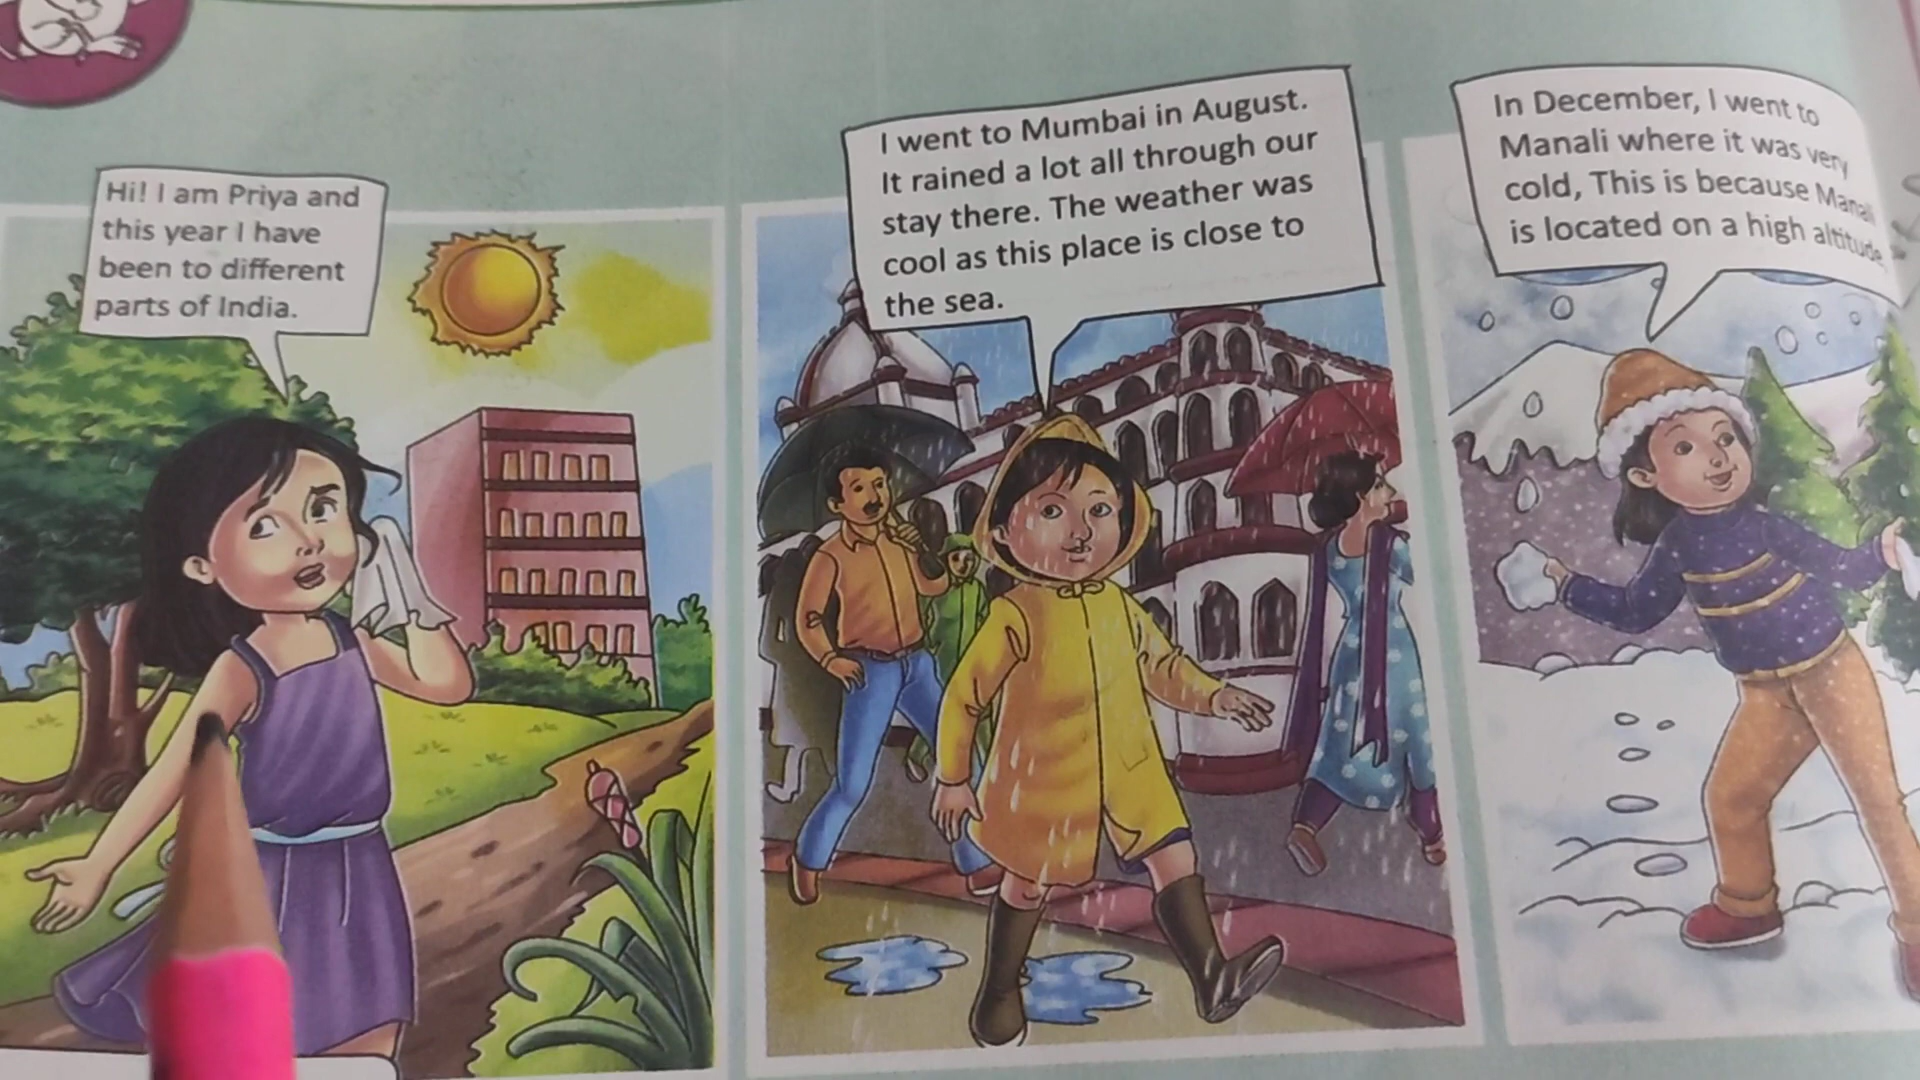 Hi! I am Priya and
this year I have
been to different
parts of India.
I went to Mumbai in August.
It rained a lot all through our
stay there. The weather was
cool as this place is close to
the sea.
In December, I went to
Manali where it was very
cold, This is because Manali
is located on a high altitude.